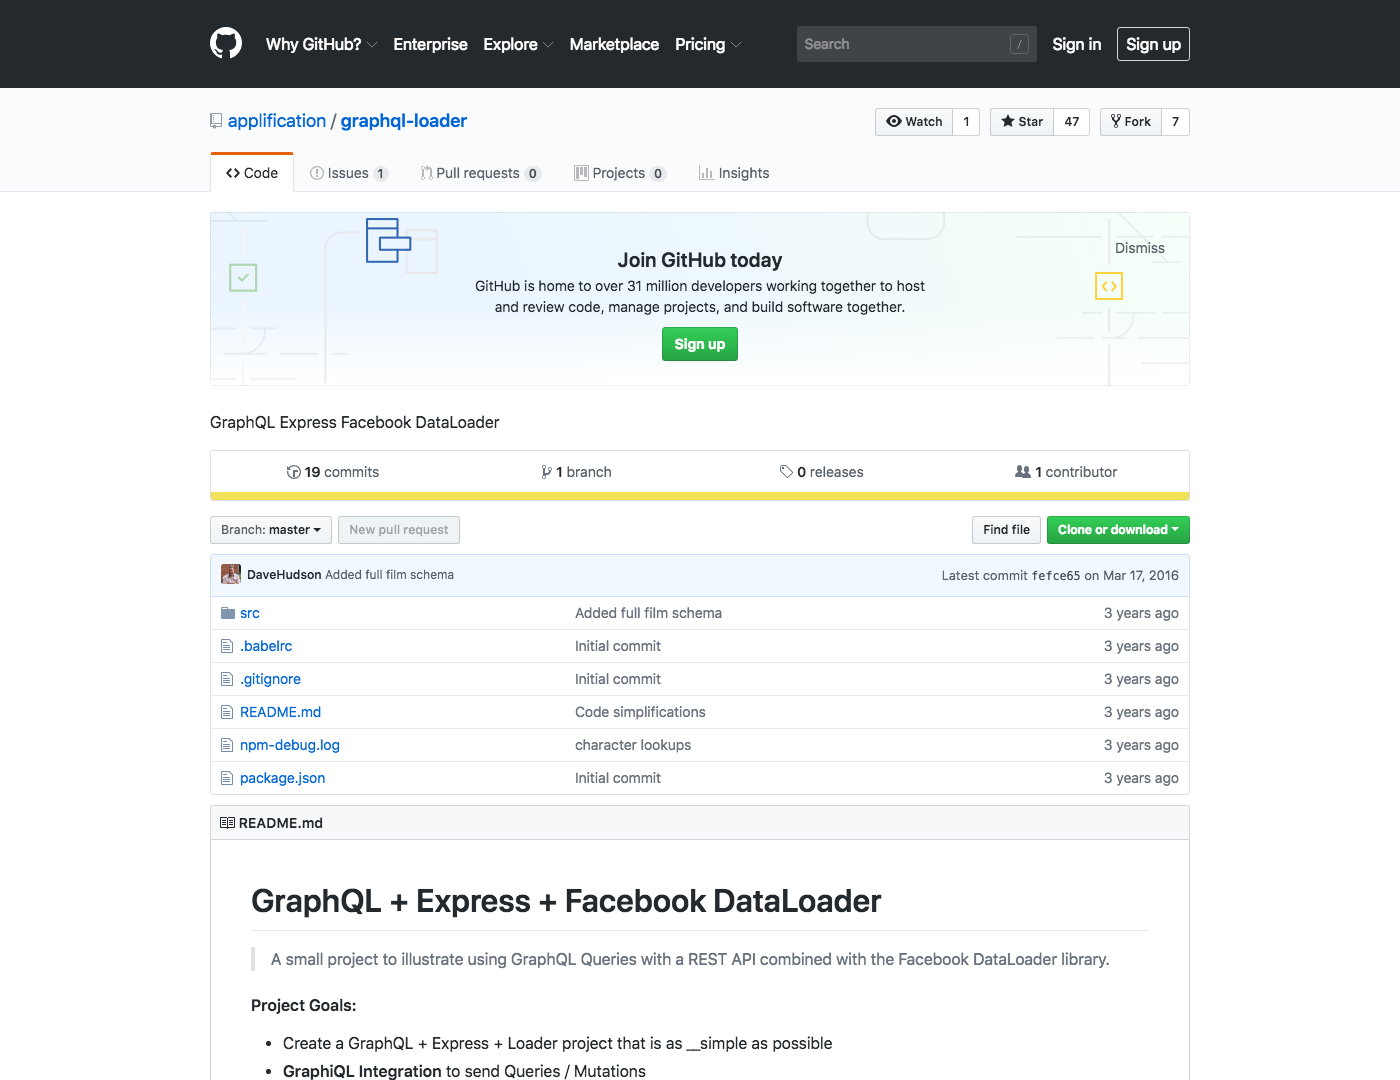 Why GitHub? Enterprise Explore Marketplace Pricing Search / Sign in Sign up
applification / graphql-loader Watch 1 Star 47 Fork 7
Code Issues 1 Pull requests 0 Projects 0 Insights
Dismiss
Join GitHub today
GitHub is home to over 31 million developers working together to host
and review code, manage projects, and build software together.
Sign up
GraphQL Express Facebook DataLoader
19 commits 1 branch 0 releases 1 contributor
Branch: master New pull request Find file Clone or download
DaveHudson Added full film schema Latest commit fefce65 on Mar 17, 2016
src Added full film schema 3 years ago
.babelrc Initial commit 3 years ago
.gitignore Initial commit 3 years ago
README.md Code simplifications 3 years ago
npm-debug.log character lookups 3 years ago
package.json Initial commit 3 years ago
README.md
GraphQL + Express + Facebook DataLoader
A small project to illustrate using GraphQL Queries with a REST API combined with the Facebook DataLoader library.
Project Goals:
• Create a GraphQL + Express + Loader project that is as __simple as possible
• GraphiQL Integration to send Queries / Mutations